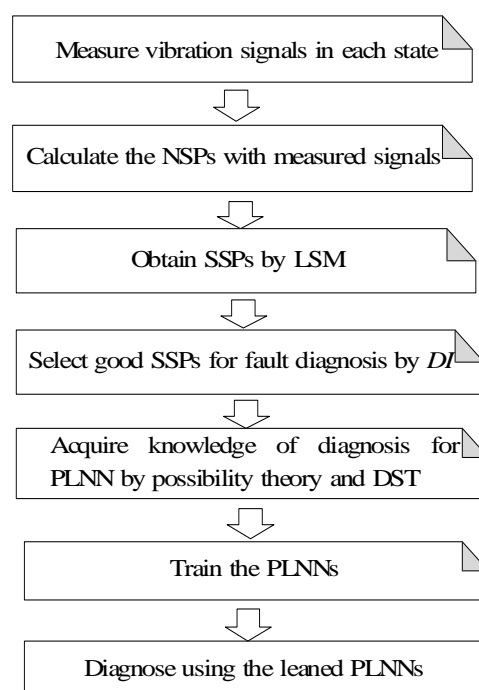 Measure vibration signals in each state
Calculate the NSPs with measured signals
Obtain SSPs by LSM
Select good SSPs for fault diagnosis by DI
Acquire knowledge of diagnosis for
PLNN by possibility theory and DST
Train the PLNNs
Diagnose using the leaned PLNNs